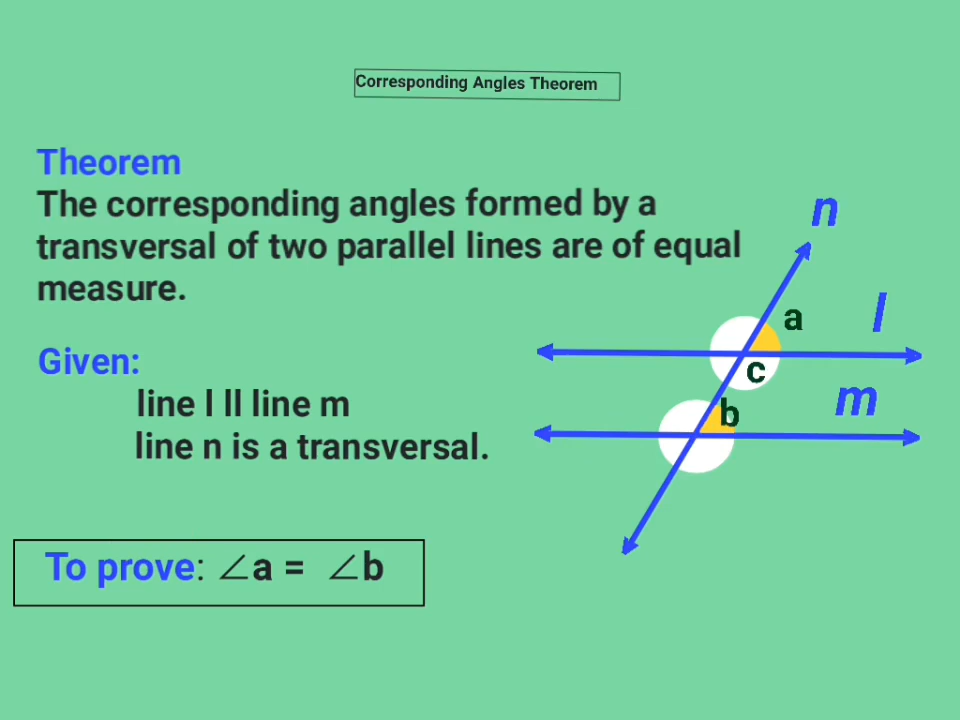 Corresponding Angles Theorem
Theorem
The corresponding angles formed by a
transversal of two parallel lines are of equal
measure.
Given:
line l ll line m
line n is a transversal.
To prove: ∠a = ∠b
n
a
l
c
m
b